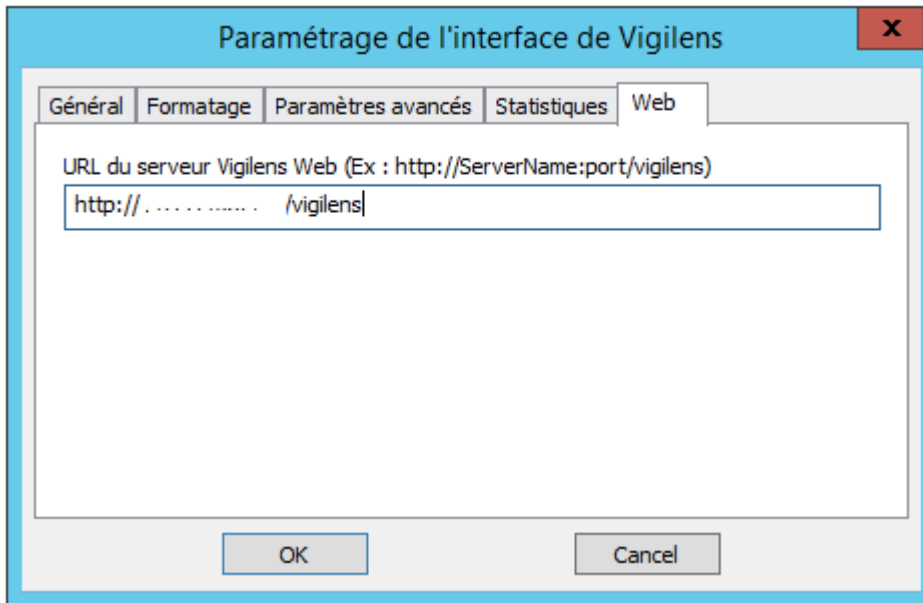 Paramétrage de l'interface de Vigilens
x
Général Formatage Paramètres avancés Statistiques Web
URL du serveur Vigilens Web (Ex : http://ServerName:port/vigilens)
http:// /vigilens
OK Cancel